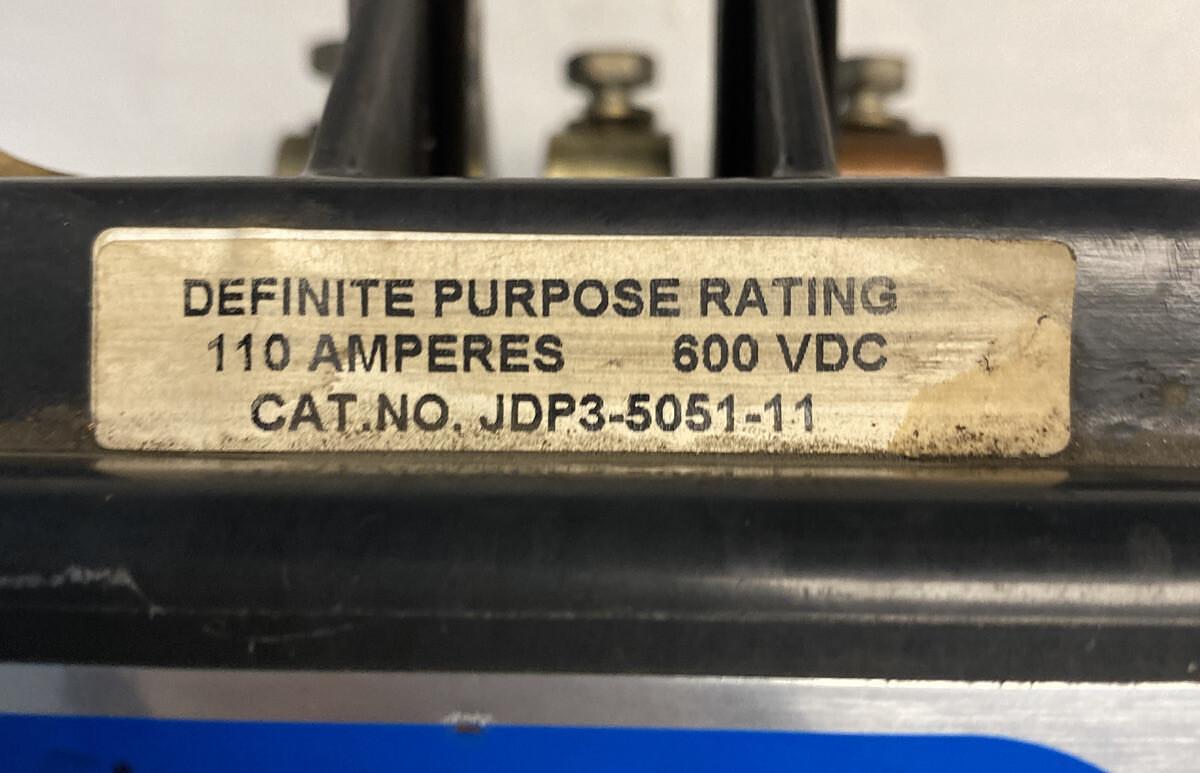 DEFINITE PURPOSE RATING
110 AMPERES 600 VDC
CAT.NO. JDP3-5051-11